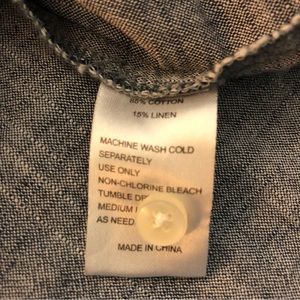 85% COTTON
15% LINEN
MACHINE WASH COLD
SEPARATELY
USE ONLY
NON-CHLORINE BLEACH
TUMBLE
MEDIUM
AS NEED
MADE IN CHINA